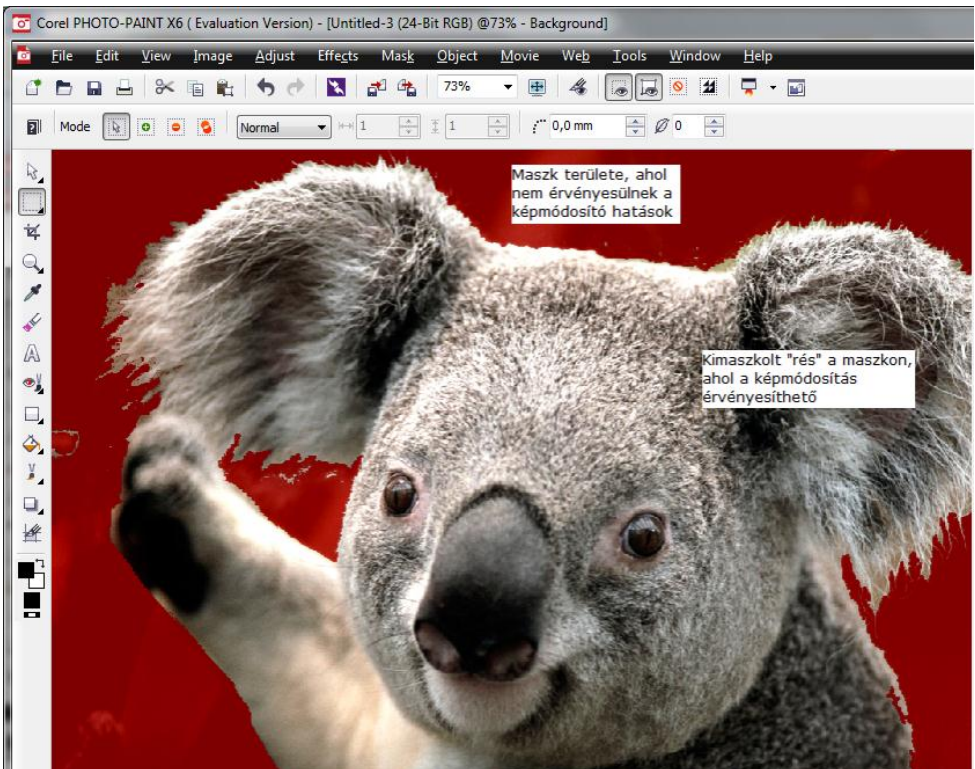 Corel PHOTO-PAINT X6 ( Evaluation Version) - [Untitled-3 (24-Bit RGB) @73% - Background]
File Edit View Image Adjust Effects Mask Object Movie Web Tools Window Help
73%
Mode Normal 1 1 0,0 mm 0
Maszk területe, ahol
nem érvényesülnek a
képmódosító hatások
Kimaszkolt "rés" a maszkon,
ahol a képmódosítás
érvényesíthető